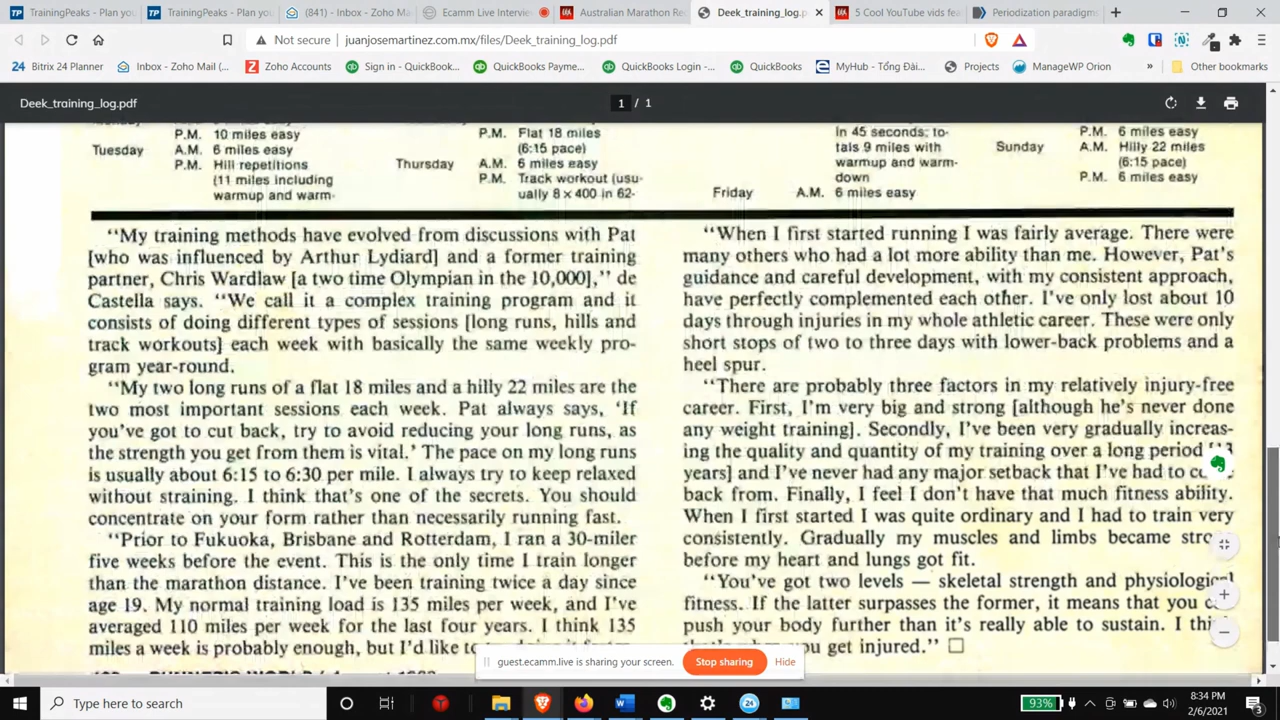 TrainingPeaks - Plan you
TrainingPeaks - Plan you
(841) - Inbox - Zoho Ma
Ecamm Live Intervie
Australian Marathon Re
Deek_training_log.p
5 Cool YouTube vids fea
Periodization paradigm
Not secure juanjosemartinez.com.mx/files/Deek_training_log.pdf
24 Bitrix 24 Planner
Inbox - Zoho Mail (...
Zoho Accounts
Sign in - QuickBook...
QuickBooks Payme...
QuickBooks Login -...
QuickBooks
MyHub - Tổng Đài...
Projects
ManageWP Orion
»
Other bookmarks
Deek_training_log.pdf
1 / 1
P.M. 10 miles easy
Tuesday A.M. 6 miles easy
P.M. Hill repetitions
(11 miles including
warmup and warm-
P.M. Flat 18 miles
(6:15 pace)
Thursday A.M. 6 miles easy
P.M. Track workout (usu-
ually 8 × 400 in 62-
in 45 seconds; to-
tals 9 miles with
warmup and warm-
down
Friday A.M. 6 miles easy
P.M. 6 miles easy
Sunday A.M. Hilly 22 miles
(6:15 pace)
P.M. 6 miles easy
"My training methods have evolved from discussions with Pat
[who was influenced by Arthur Lydiard] and a former training
partner, Chris Wardlaw [a two time Olympian in the 10,000]," de
Castella says. "We call it a complex training program and it
consists of doing different types of sessions [long runs, hills and
track workouts] each week with basically the same weekly pro-
gram year-round.
"My two long runs of a flat 18 miles and a hilly 22 miles are the
two most important sessions each week. Pat always says, 'If
you've got to cut back, try to avoid reducing your long runs, as
the strength you get from them is vital.' The pace on my long runs
is usually about 6:15 to 6:30 per mile. I always try to keep relaxed
without straining. I think that's one of the secrets. You should
concentrate on your form rather than necessarily running fast.
"Prior to Fukuoka, Brisbane and Rotterdam, I ran a 30-miler
five weeks before the event. This is the only time I train longer
than the marathon distance. I've been training twice a day since
age 19. My normal training load is 135 miles per week, and I've
averaged 110 miles per week for the last four years. I think 135
miles a week is probably enough, but I'd like to
"When I first started running I was fairly average. There were
many others who had a lot more ability than me. However, Pat's
guidance and careful development, with my consistent approach,
have perfectly complemented each other. I've only lost about 10
days through injuries in my whole athletic career. These were only
short stops of two to three days with lower-back problems and a
heel spur.
"There are probably three factors in my relatively injury-free
career. First, I'm very big and strong [although he's never done
any weight training]. Secondly, I've been very gradually increas-
ing the quality and quantity of my training over a long period
years] and I've never had any major setback that I've had to
back from. Finally, I feel I don't have that much fitness ability.
When I first started I was quite ordinary and I had to train very
consistently. Gradually my muscles and limbs became
before my heart and lungs got fit.
"You've got two levels — skeletal strength and physiological
fitness. If the latter surpasses the former, it means that you
push your body further than it's really able to sustain. I
you get injured."
guest.ecamm.live is sharing your screen.
Stop sharing
Hide
Type here to search
93%
8:34 PM
2/6/2021
3